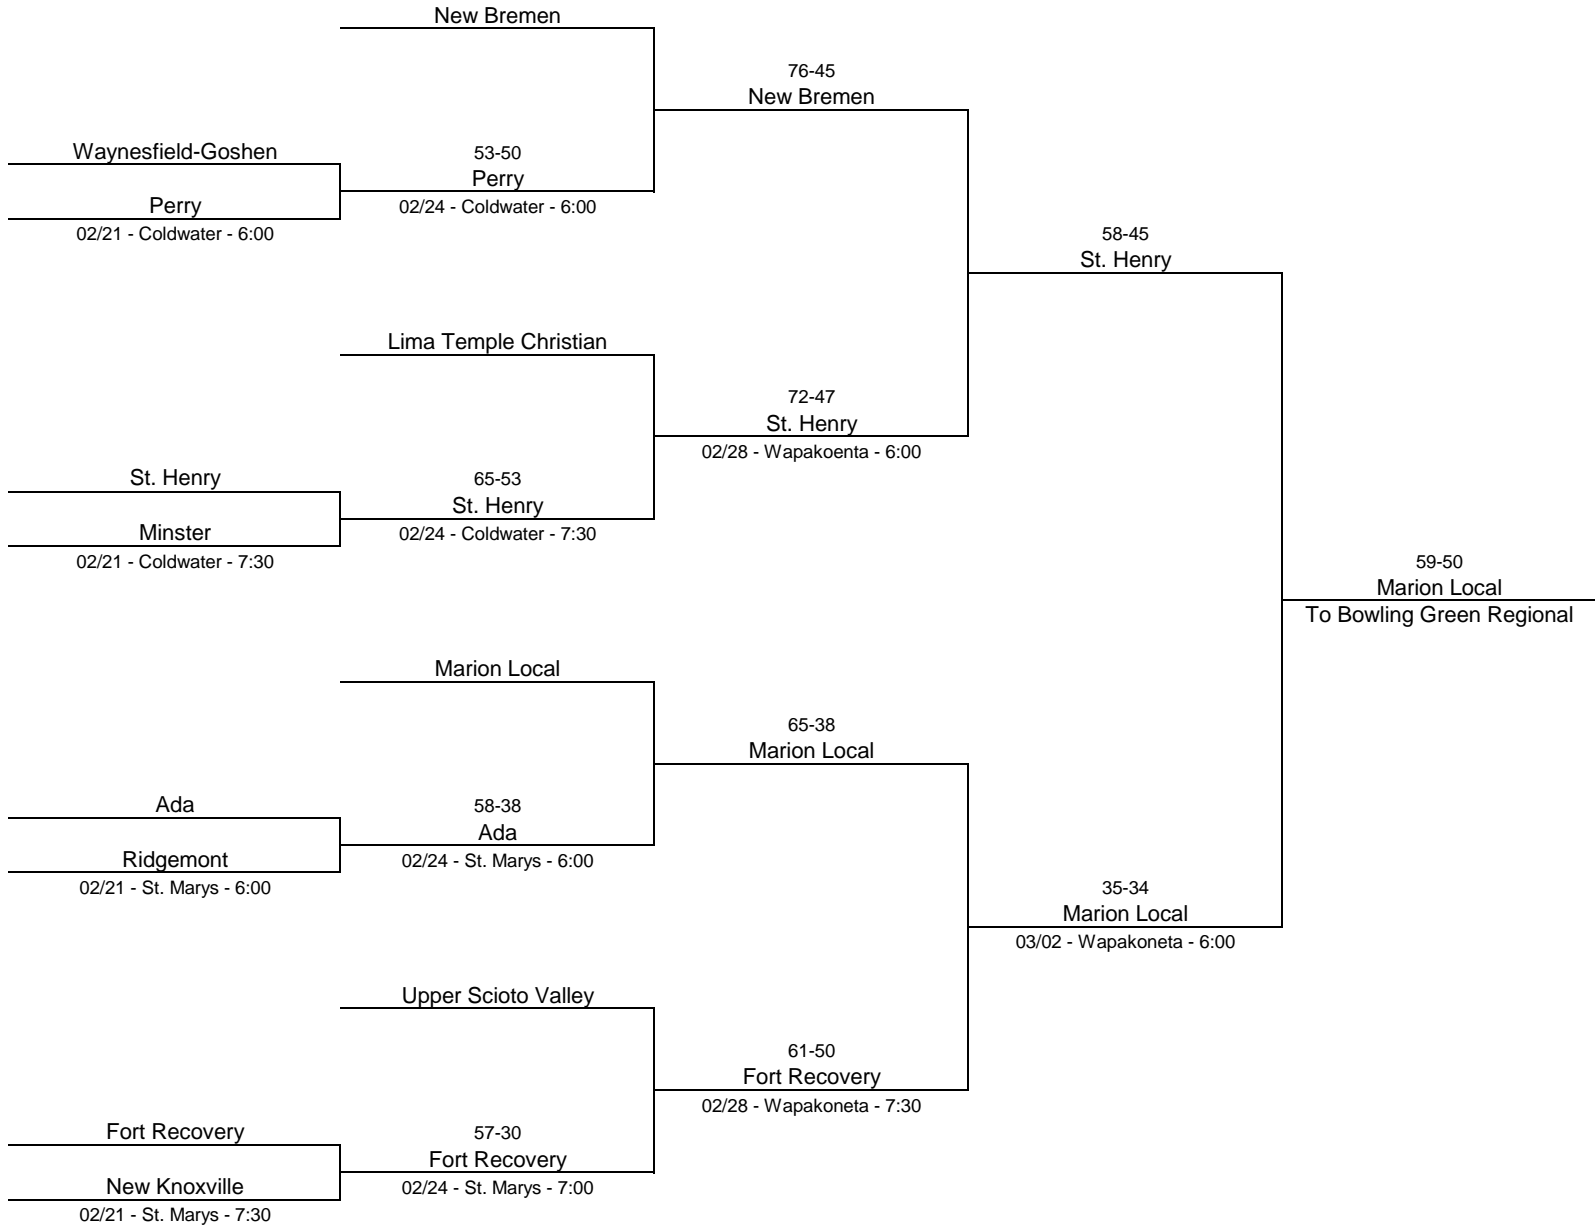 New Bremen
76-45
New Bremen
Waynesfield-Goshen
53-50
Perry
Perry
02/24 - Coldwater - 6:00
02/21 - Coldwater - 6:00
58-45
St. Henry
Lima Temple Christian
72-47
St. Henry
02/28 - Wapakoenta - 6:00
St. Henry
65-53
St. Henry
Minster
02/24 - Coldwater - 7:30
02/21 - Coldwater - 7:30
59-50
Marion Local
To Bowling Green Regional
Marion Local
65-38
Marion Local
Ada
58-38
Ada
Ridgemont
02/24 - St. Marys - 6:00
02/21 - St. Marys - 6:00
35-34
Marion Local
03/02 - Wapakoneta - 6:00
Upper Scioto Valley
61-50
Fort Recovery
02/28 - Wapakoneta - 7:30
Fort Recovery
57-30
Fort Recovery
New Knoxville
02/24 - St. Marys - 7:00
02/21 - St. Marys - 7:30